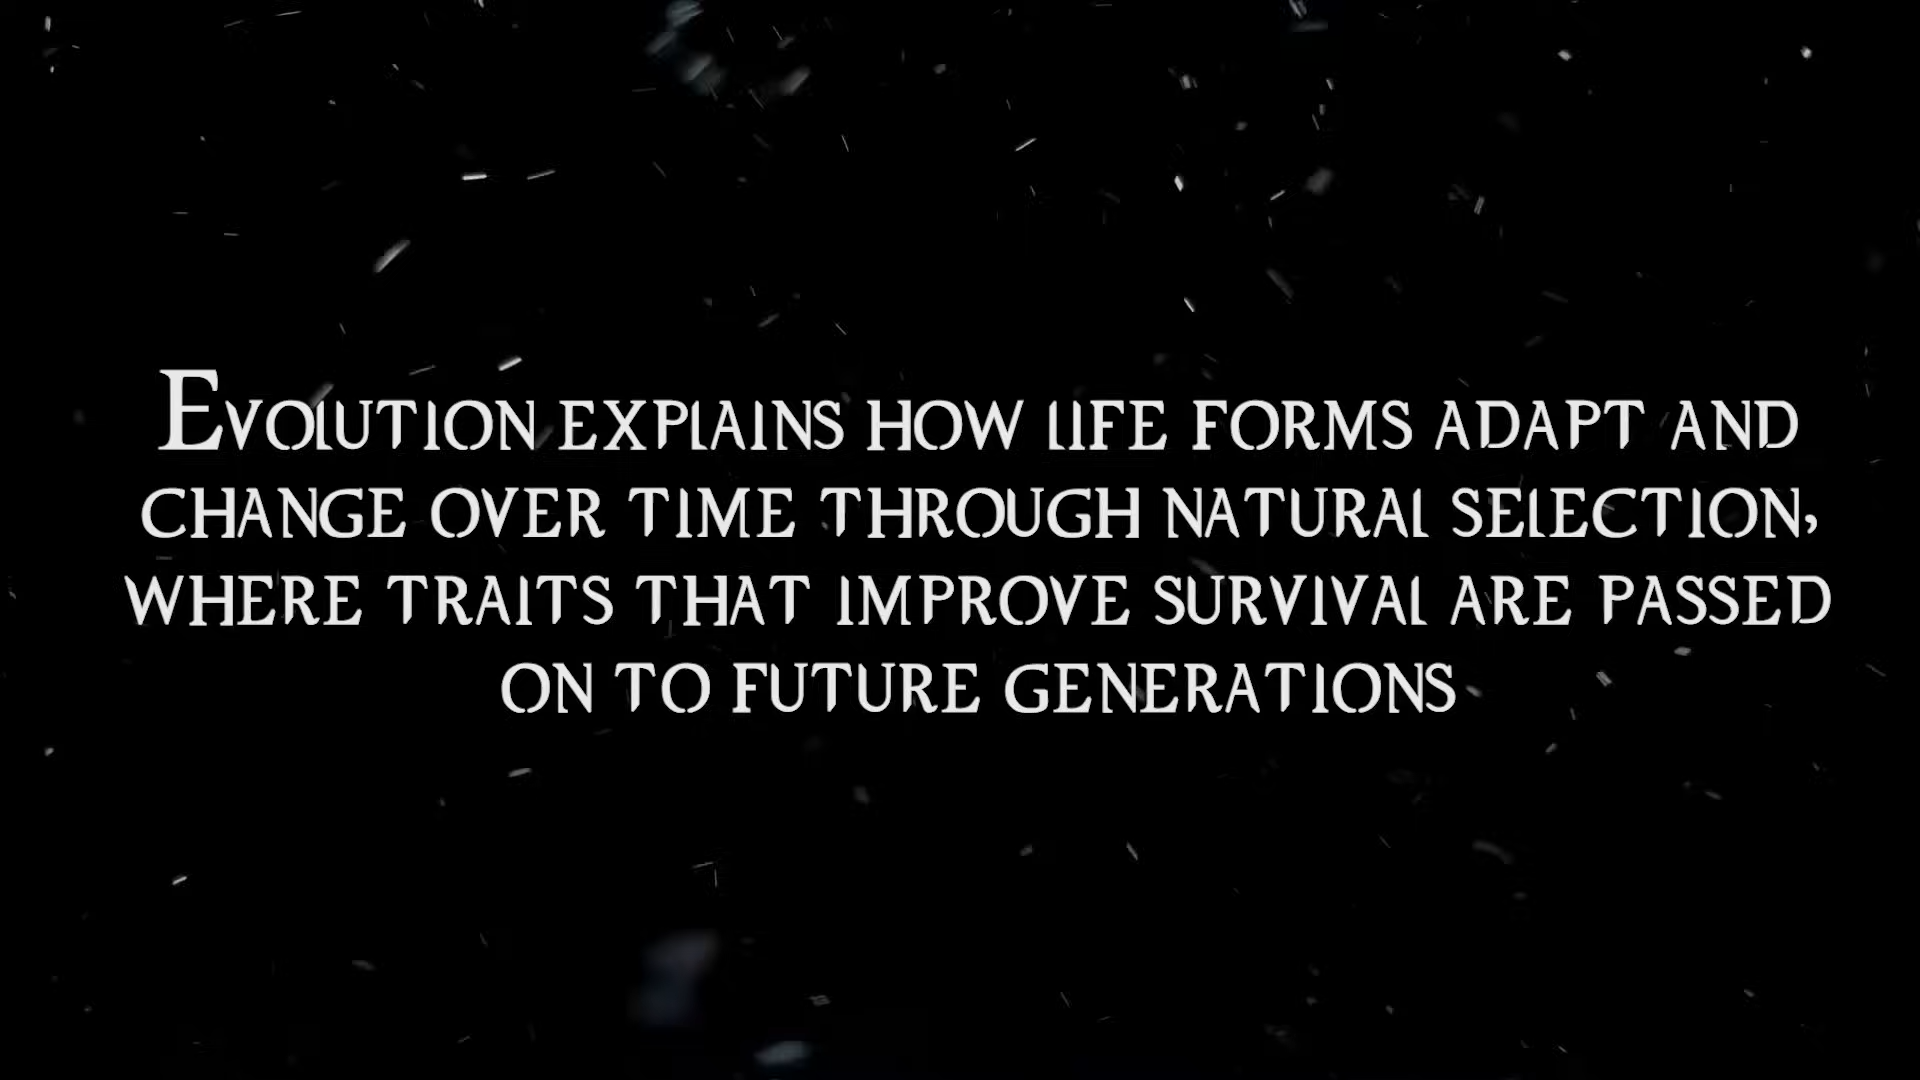 Evolution explains how life forms adapt and
change over time through natural selection,
where traits that improve survival are passed
on to future generations